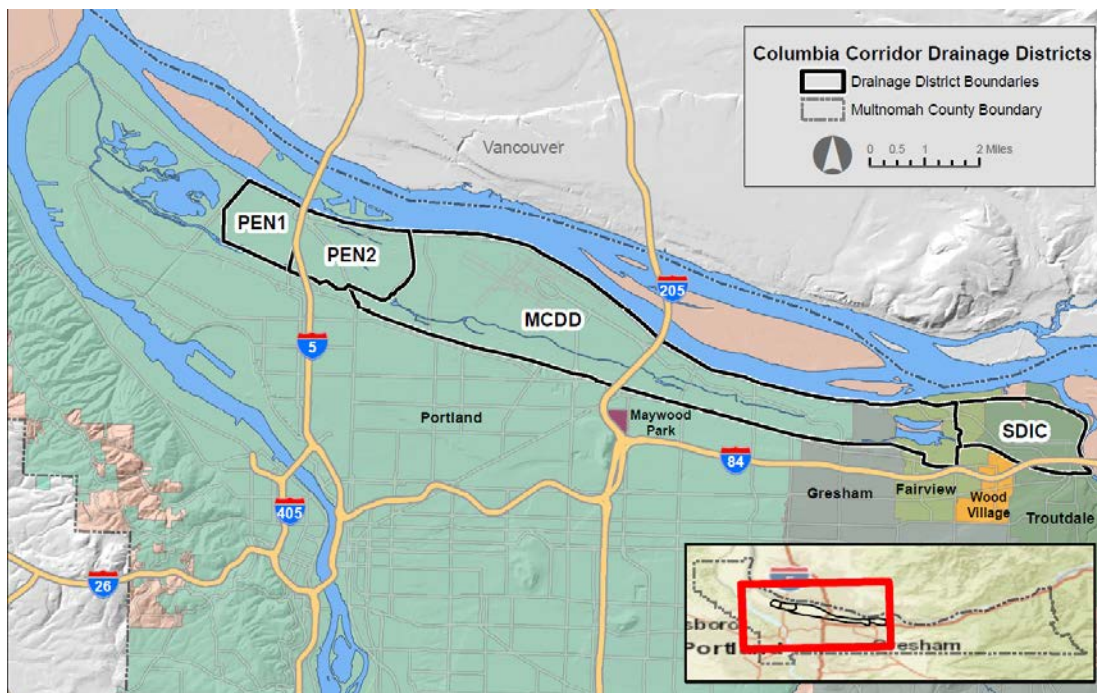 Columbia Corridor Drainage Districts
Drainage District Boundaries
Multnomah County Boundary
0 0.5 1 2 Miles
Vancouver
PEN1
PEN2
205
MCDD
5
Portland
Maywood
Park
SDIC
84
Gresham
Fairview
Wood
Village
Troutdale
405
26
sboro
Portl
Gresham